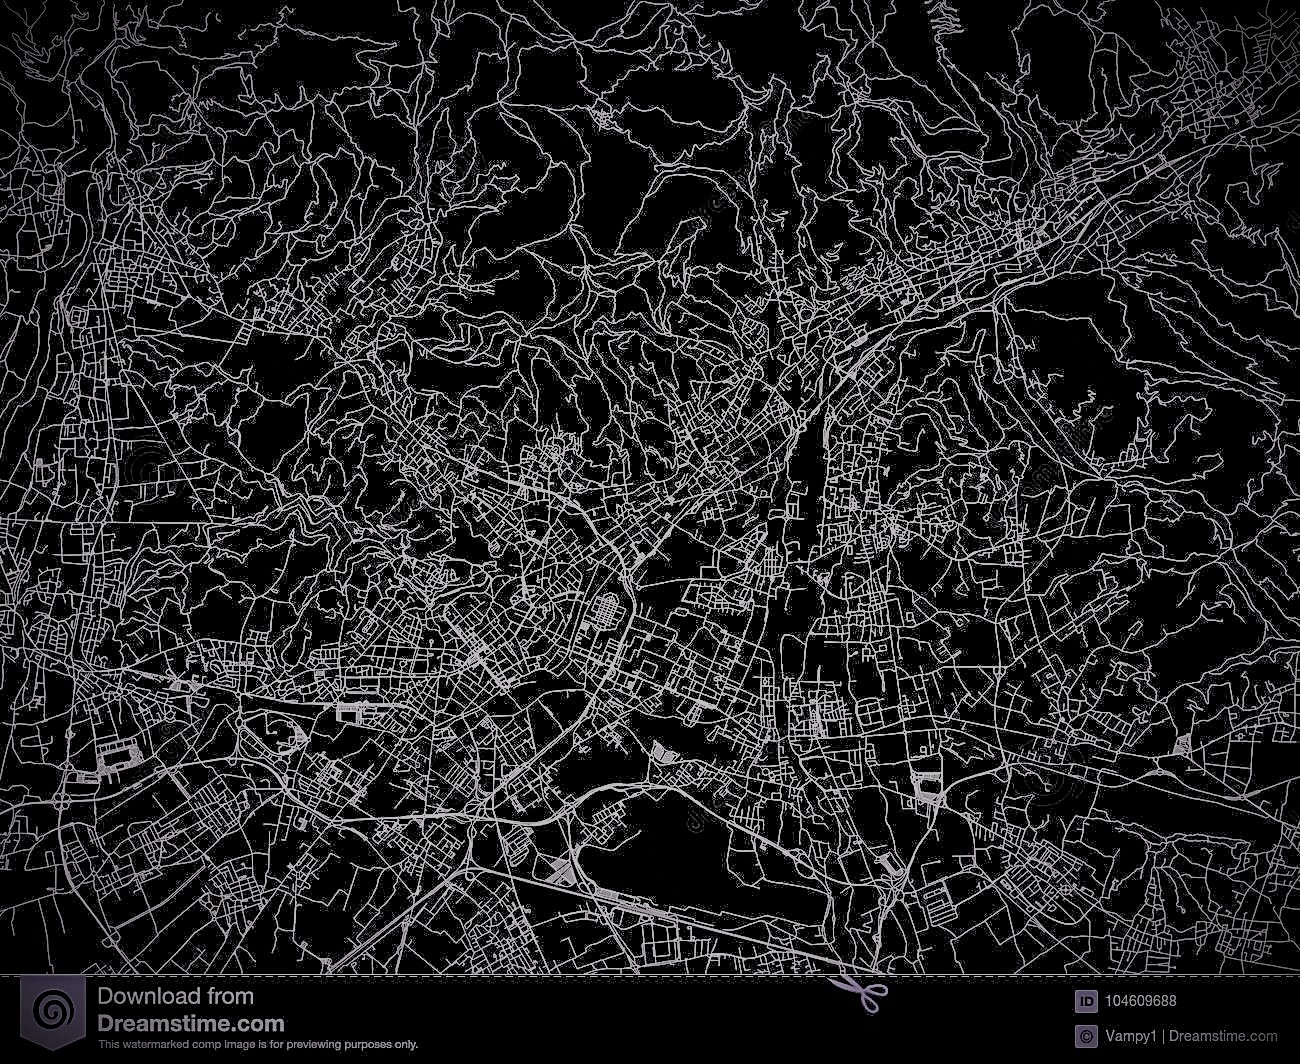 Download from
Dreamstime.com
This watermarked comp image is for previewing purposes only.
ID 104609688
© Vampy1 | Dreamstime.com